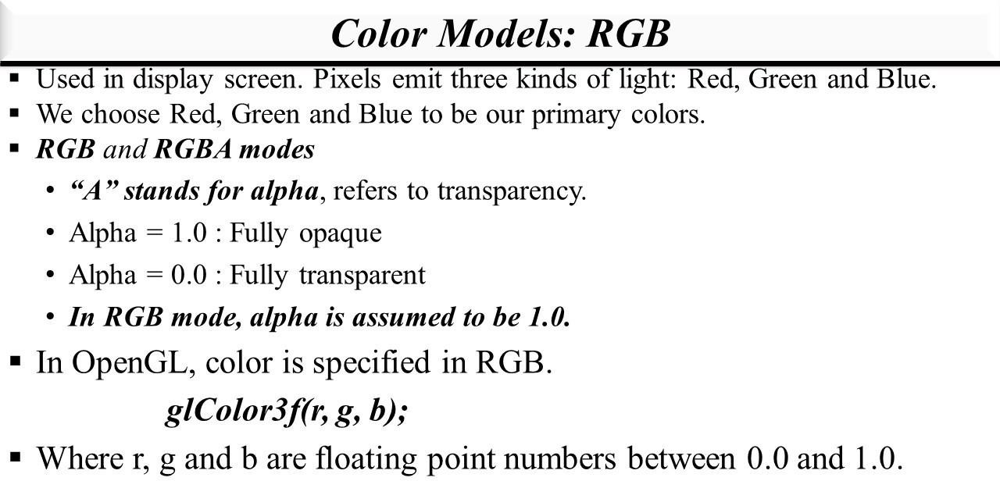 Color Models: RGB
▪ Used in display screen. Pixels emit three kinds of light: Red, Green and Blue.
▪ We choose Red, Green and Blue to be our primary colors.
▪ RGB and RGBA modes
• “A” stands for alpha, refers to transparency.
• Alpha = 1.0 : Fully opaque
• Alpha = 0.0 : Fully transparent
• In RGB mode, alpha is assumed to be 1.0.
▪ In OpenGL, color is specified in RGB.
glColor3f(r, g, b);
▪ Where r, g and b are floating point numbers between 0.0 and 1.0.